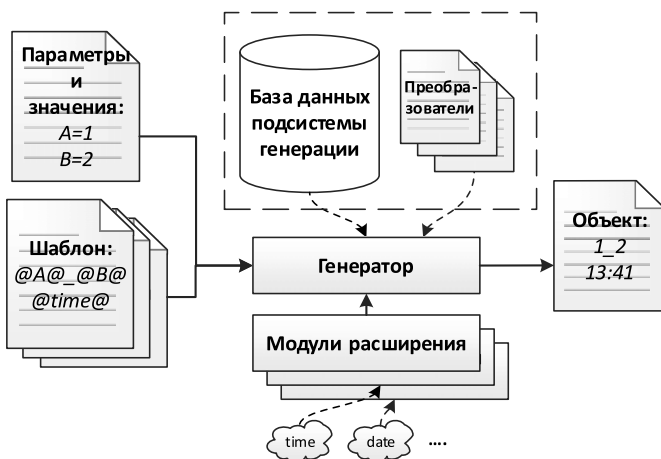 Параметры
и
значения:
A=1
B=2
База данных
подсистемы
генерации
Преобра-
зователи
Шаблон:
@A@_@B@
@time@
Генератор
Объект:
1_2
13:41
Модули расширения
time
date
....